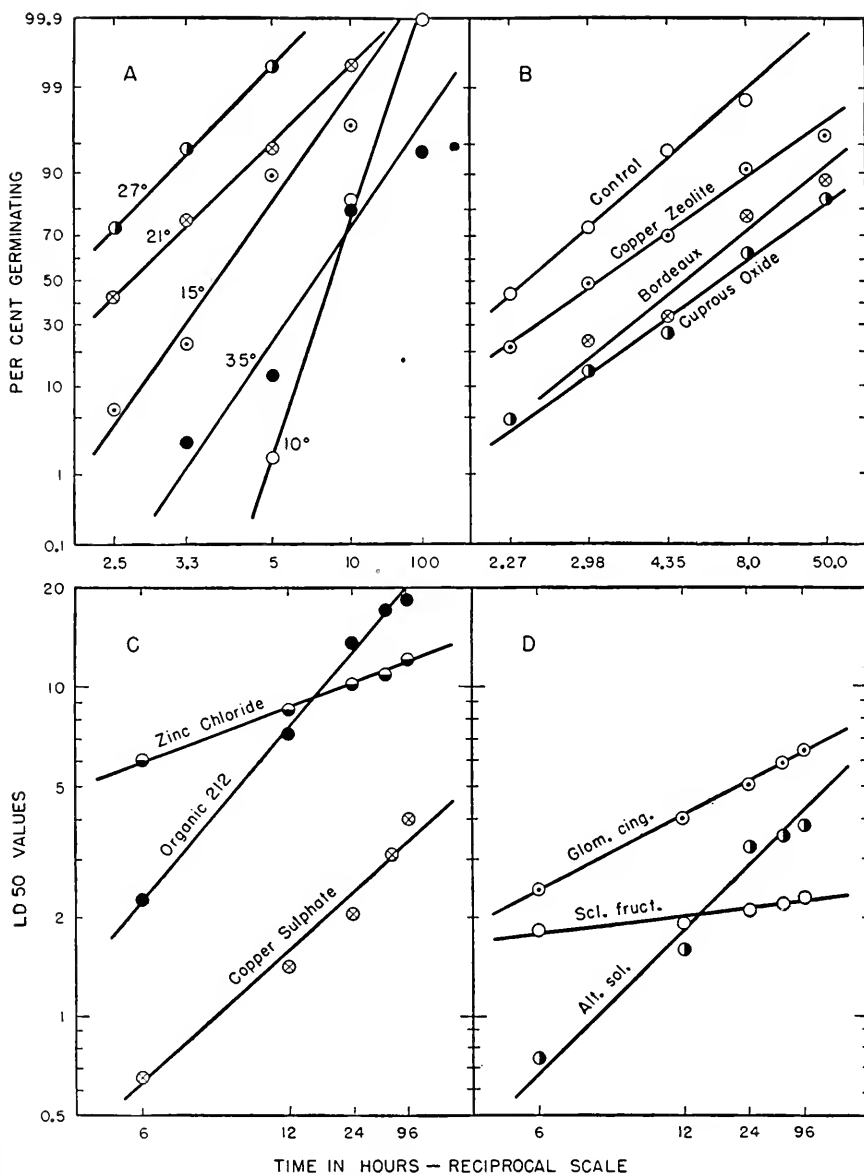 99.9
99
90
70
50
30
10
1
0.1
PER CENT GERMINATING
A
27°
21°
15°
35°
10°
2.5 3.3 5 10 100
B
Control
Copper Zeolite
Bordeaux
Cuprous Oxide
2.27 2.98 4.35 8.0 50.0
20
10
5
2
1
0.5
LD 50 VALUES
C
Zinc Chloride
Organic 212
Copper Sulphate
6 12 24 96
D
Glom. cing.
Scl. fruct.
Alt. sol.
6 12 24 96
TIME IN HOURS — RECIPROCAL SCALE